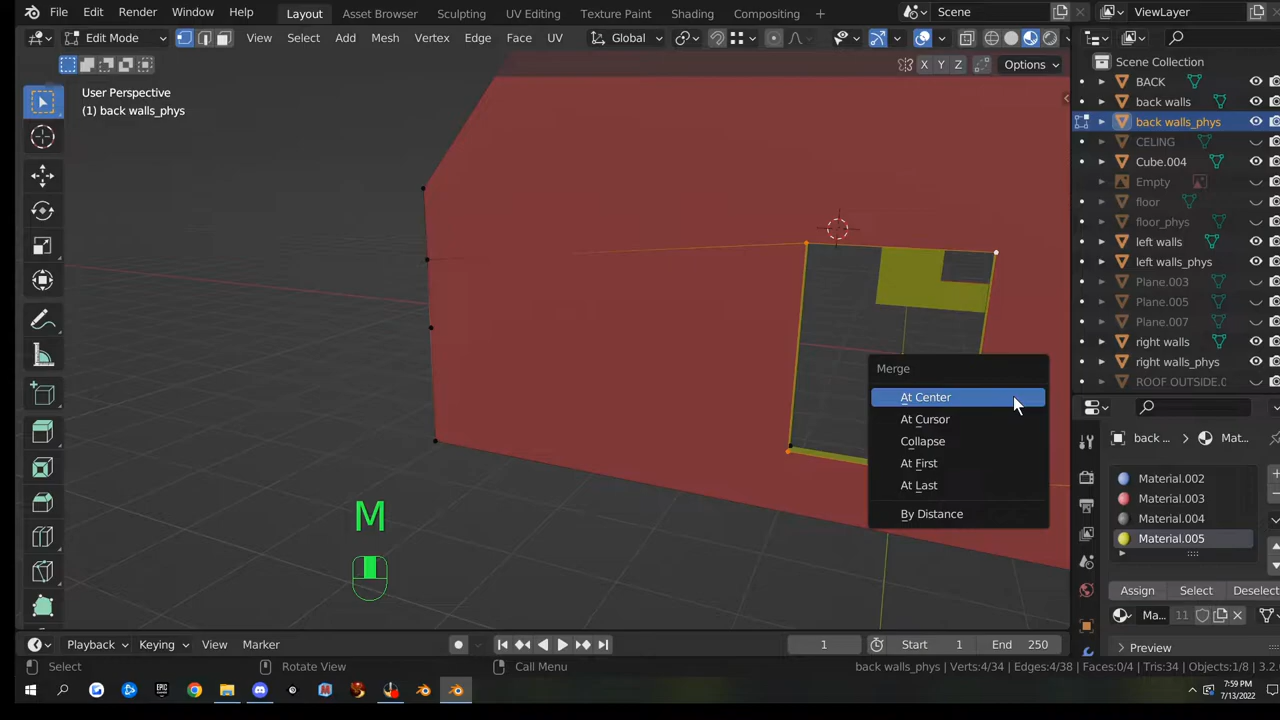 File Edit Render Window Help Layout Asset Browser Sculpting UV Editing Texture Paint Shading Compositing + Scene ViewLayer
Edit Mode View Select Add Mesh Vertex Edge Face UV Global
X Y Z Options
User Perspective
(1) back walls_phys
Scene Collection
BACK
back walls
back walls_phys
CELING
Cube.004
Empty
floor
floor_phys
left walls
left walls_phys
Plane.003
Plane.005
Plane.007
right walls
right walls_phys
ROOF OUTSIDE.0
Merge
At Center
At Cursor
Collapse
At First
At Last
By Distance
M
back ... Mat...
Material.002
Material.003
Material.004
Material.005
Assign Select Deselect
Ma... 11
Preview
Playback Keying View Marker 1 Start 1 End 250
Select Rotate View Call Menu back walls_phys | Verts:4/34 | Edges:4/38 | Faces:0/4 | Tris:34 | Objects:1/8 | 3.2.
7:59 PM
7/13/2022